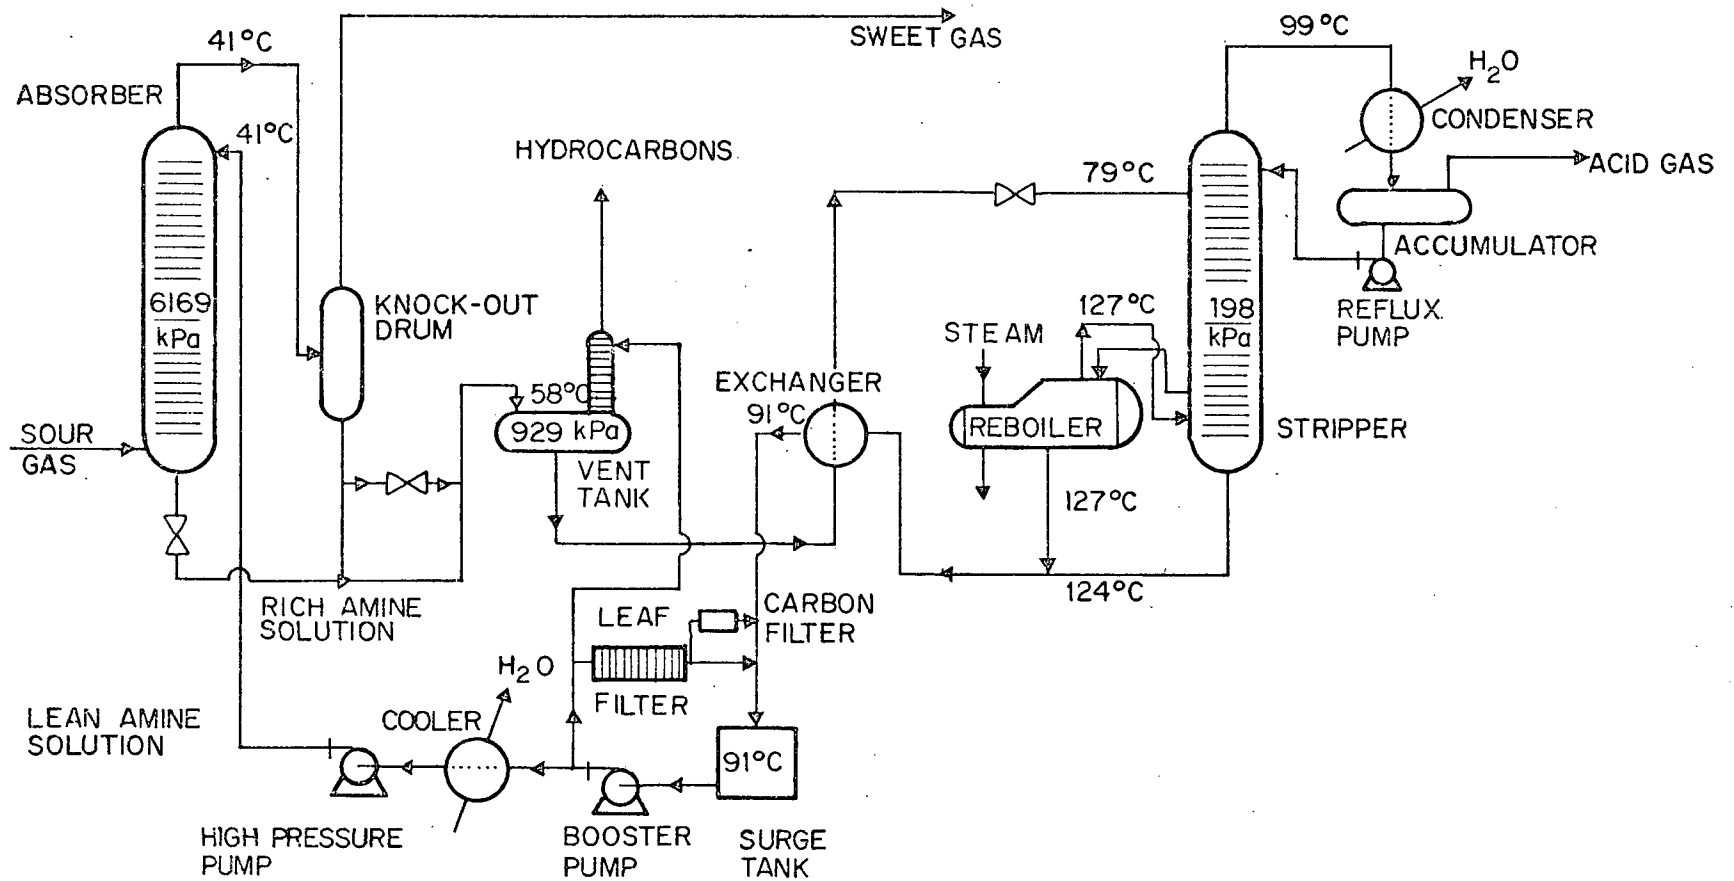 41°C
ABSORBER
41°C
6169
kPa
SOUR
GAS
SWEET GAS
HYDROCARBONS
KNOCK-OUT
DRUM
58°C
929 kPa
VENT
TANK
EXCHANGER
91°C
99°C
H2O
CONDENSER
79°C
ACID GAS
ACCUMULATOR
REFLUX
PUMP
127°C
198
kPa
STEAM
REBOILER
STRIPPER
127°C
124°C
RICH AMINE
SOLUTION
LEAF
FILTER
CARBON
FILTER
H2O
COOLER
LEAN AMINE
SOLUTION
91°C
HIGH PRESSURE
PUMP
BOOSTER
PUMP
SURGE
TANK